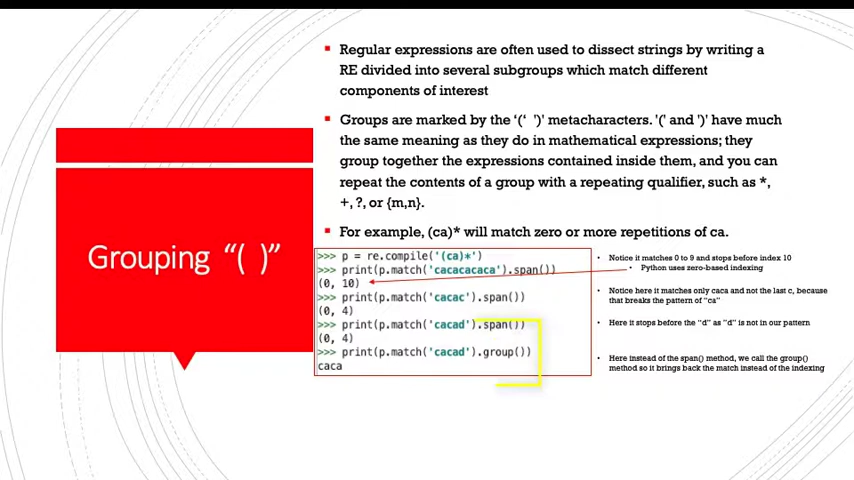 Grouping “( )”
▪ Regular expressions are often used to dissect strings by writing a
RE divided into several subgroups which match different
components of interest
▪ Groups are marked by the ‘(‘ ‘)’ metacharacters. '(' and ')' have much
the same meaning as they do in mathematical expressions; they
group together the expressions contained inside them, and you can
repeat the contents of a group with a repeating qualifier, such as *,
+, ?, or {m,n}.
▪ For example, (ca)* will match zero or more repetitions of ca.
>>> p = re.compile('(ca)*')
>>> print(p.match('cacacacaca').span())
(0, 10)
>>> print(p.match('cacac').span())
(0, 4)
>>> print(p.match('cacad').span())
(0, 4)
>>> print(p.match('cacad').group())
caca
• Notice it matches 0 to 9 and stops before index 10
• Python uses zero-based indexing
• Notice here it matches only caca and not the last c, because
that breaks the pattern of “ca”
• Here it stops before the “d” as “d” is not in our pattern
• Here instead of the span() method, we call the group()
method so it brings back the match instead of the indexing